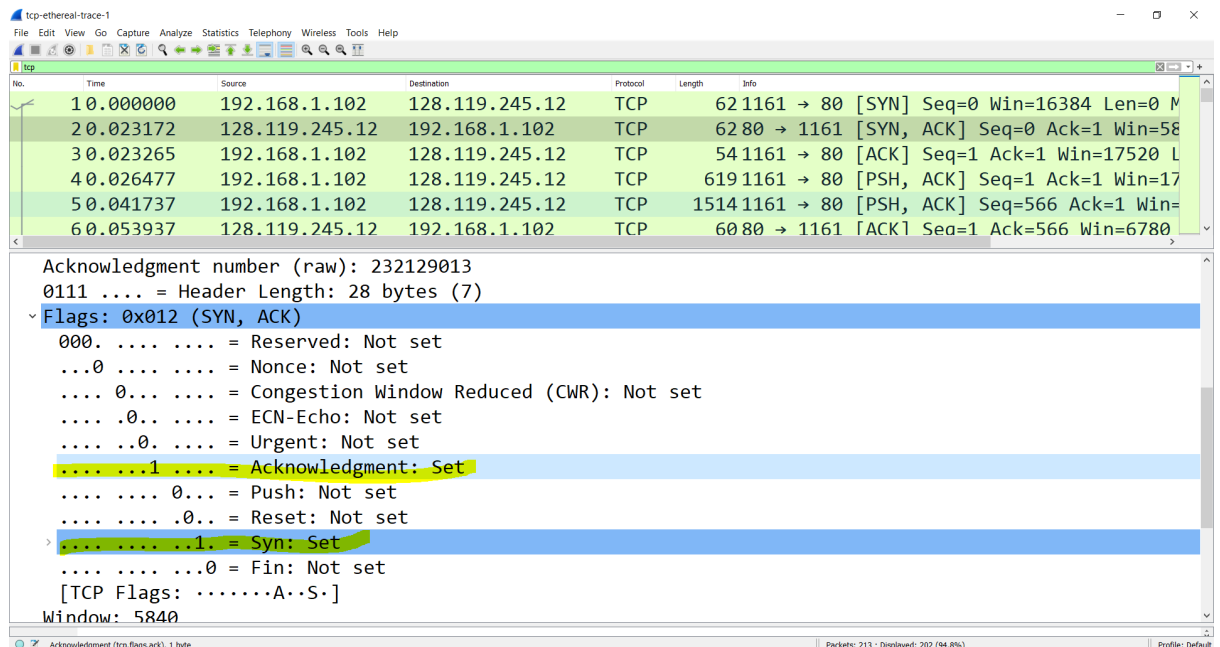 tcp-ethereal-trace-1
File Edit View Go Capture Analyze Statistics Telephony Wireless Tools Help
tcp
No. Time Source Destination Protocol Length Info
1 0.000000 192.168.1.102 128.119.245.12 TCP 62 1161 → 80 [SYN] Seq=0 Win=16384 Len=0 M
2 0.023172 128.119.245.12 192.168.1.102 TCP 62 80 → 1161 [SYN, ACK] Seq=0 Ack=1 Win=58
3 0.023265 192.168.1.102 128.119.245.12 TCP 54 1161 → 80 [ACK] Seq=1 Ack=1 Win=17520 L
4 0.026477 192.168.1.102 128.119.245.12 TCP 619 1161 → 80 [PSH, ACK] Seq=1 Ack=1 Win=17
5 0.041737 192.168.1.102 128.119.245.12 TCP 1514 1161 → 80 [PSH, ACK] Seq=566 Ack=1 Win=
6 0.053937 128.119.245.12 192.168.1.102 TCP 60 80 → 1161 [ACK] Seq=1 Ack=566 Win=6780
Acknowledgment number (raw): 232129013
0111 .... = Header Length: 28 bytes (7)
Flags: 0x012 (SYN, ACK)
000. .... .... = Reserved: Not set
...0 .... .... = Nonce: Not set
.... 0... .... = Congestion Window Reduced (CWR): Not set
.... .0.. .... = ECN-Echo: Not set
.... ..0. .... = Urgent: Not set
.... ...1 .... = Acknowledgment: Set
.... .... 0... = Push: Not set
.... .... .0.. = Reset: Not set
.... .... ..1. = Syn: Set
.... .... ...0 = Fin: Not set
[TCP Flags: ·······A··S·]
Window: 5840
Acknowledgment (tcp.flags.ack), 1 byte Packets: 213 · Displayed: 202 (94.8%) Profile: Default